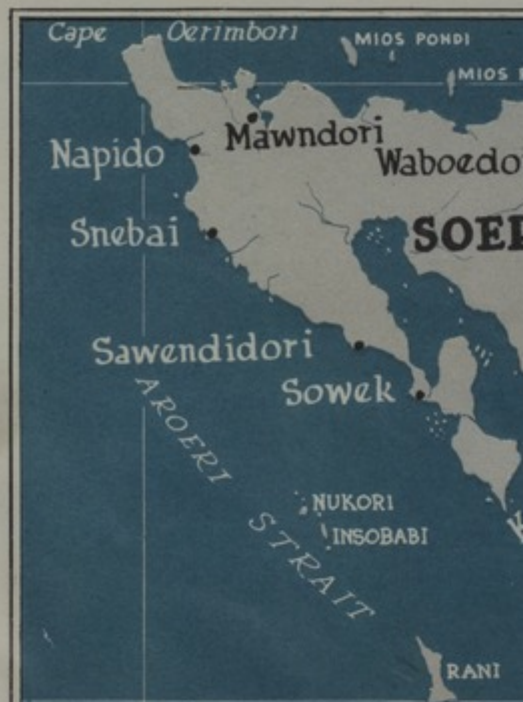 Cape Oerimbori
MIOS PONDI
MIOS
Mawndori
Napido
Waboedo
Snebai
SOE
Sawendidori
Sowek
AROERI STRAIT
NUKORI
INSOBABI
RANI